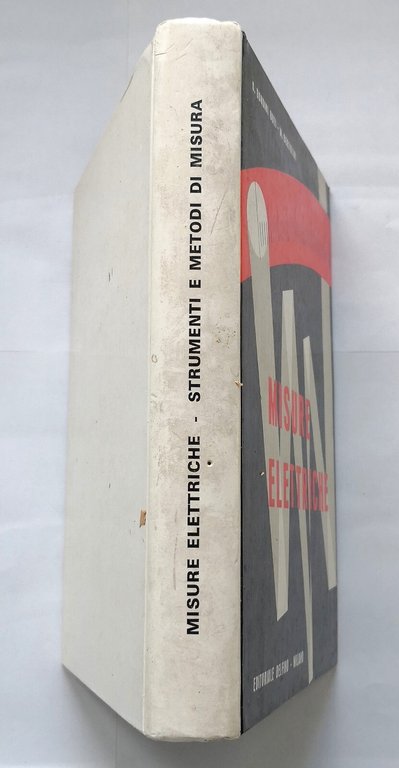 MISURE ELETTRICHE - STRUMENTI E METODI DI MISURA
MISURE
ELETTRICHE
EDITORIALE DELFINO - MILANO